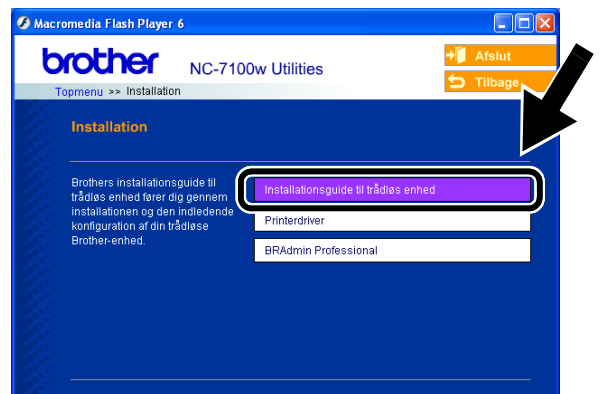 Macromedia Flash Player 6
brother
NC-7100w Utilities
Afslut
Tilbage
Topmenu >> Installation
Installation
Brothers installationsguide til
trådløs enhed fører dig gennem
installationen og den indledende
konfiguration af din trådløse
Brother-enhed.
Installationsguide til trådløs enhed
Printerdriver
BRAdmin Professional